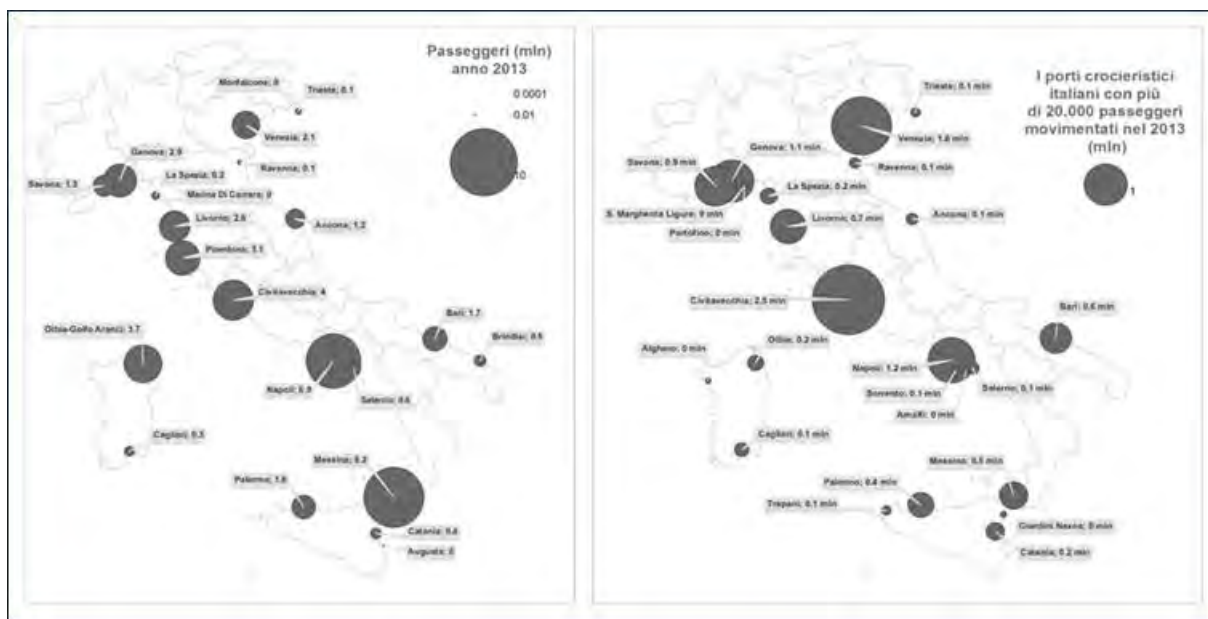 Passeggeri (mln)
anno 2013
0.0001
0.01
10
Monfalcone; 0
Trieste; 0.1
Venezia; 2.1
Genova; 2.9
Ravenna; 0.1
La Spezia; 0.2
Savona; 1.3
Marina Di Carrara; 0
Livorno; 2.6
Ancona; 1.2
Piombino; 3.1
Civitavecchia; 4
Olbia-Golfo Aranci; 3.7
Bari; 1.7
Brindisi; 0.5
Napoli;
Salerno; 0.6
Cagliari; 0.3
Messina;
Palermo;
Catania;
Augusta; 0
I porti crocieristici
italiani con più
di 20.000 passeggeri
movimentati nel 2013
(mln)
1
Trieste; 0.1 mln
Venezia; 1.8 mln
Genova; 1.1 mln
Savona; 0.9 mln
Ravenna; 0.1 mln
La Spezia; 0.2 mln
S. Margherita Ligure; 0 mln
Livorno; 0.7 mln
Ancona; 0.1 mln
Portofino; 0 mln
Civitavecchia; 2.5 mln
Bari; 0.6 mln
Olbia; 0.2 mln
Alghero; 0 mln
Napoli; 1.2 mln
Sorrento; 0.1 mln
Salerno; 0.1 mln
Amalfi; 0 mln
Cagliari; 0.1 mln
Messina; 0.5 mln
Palermo; 0.4 mln
Trapani; 0.1 mln
Giardini Naxos; 0 mln
Catania; 0.2 mln